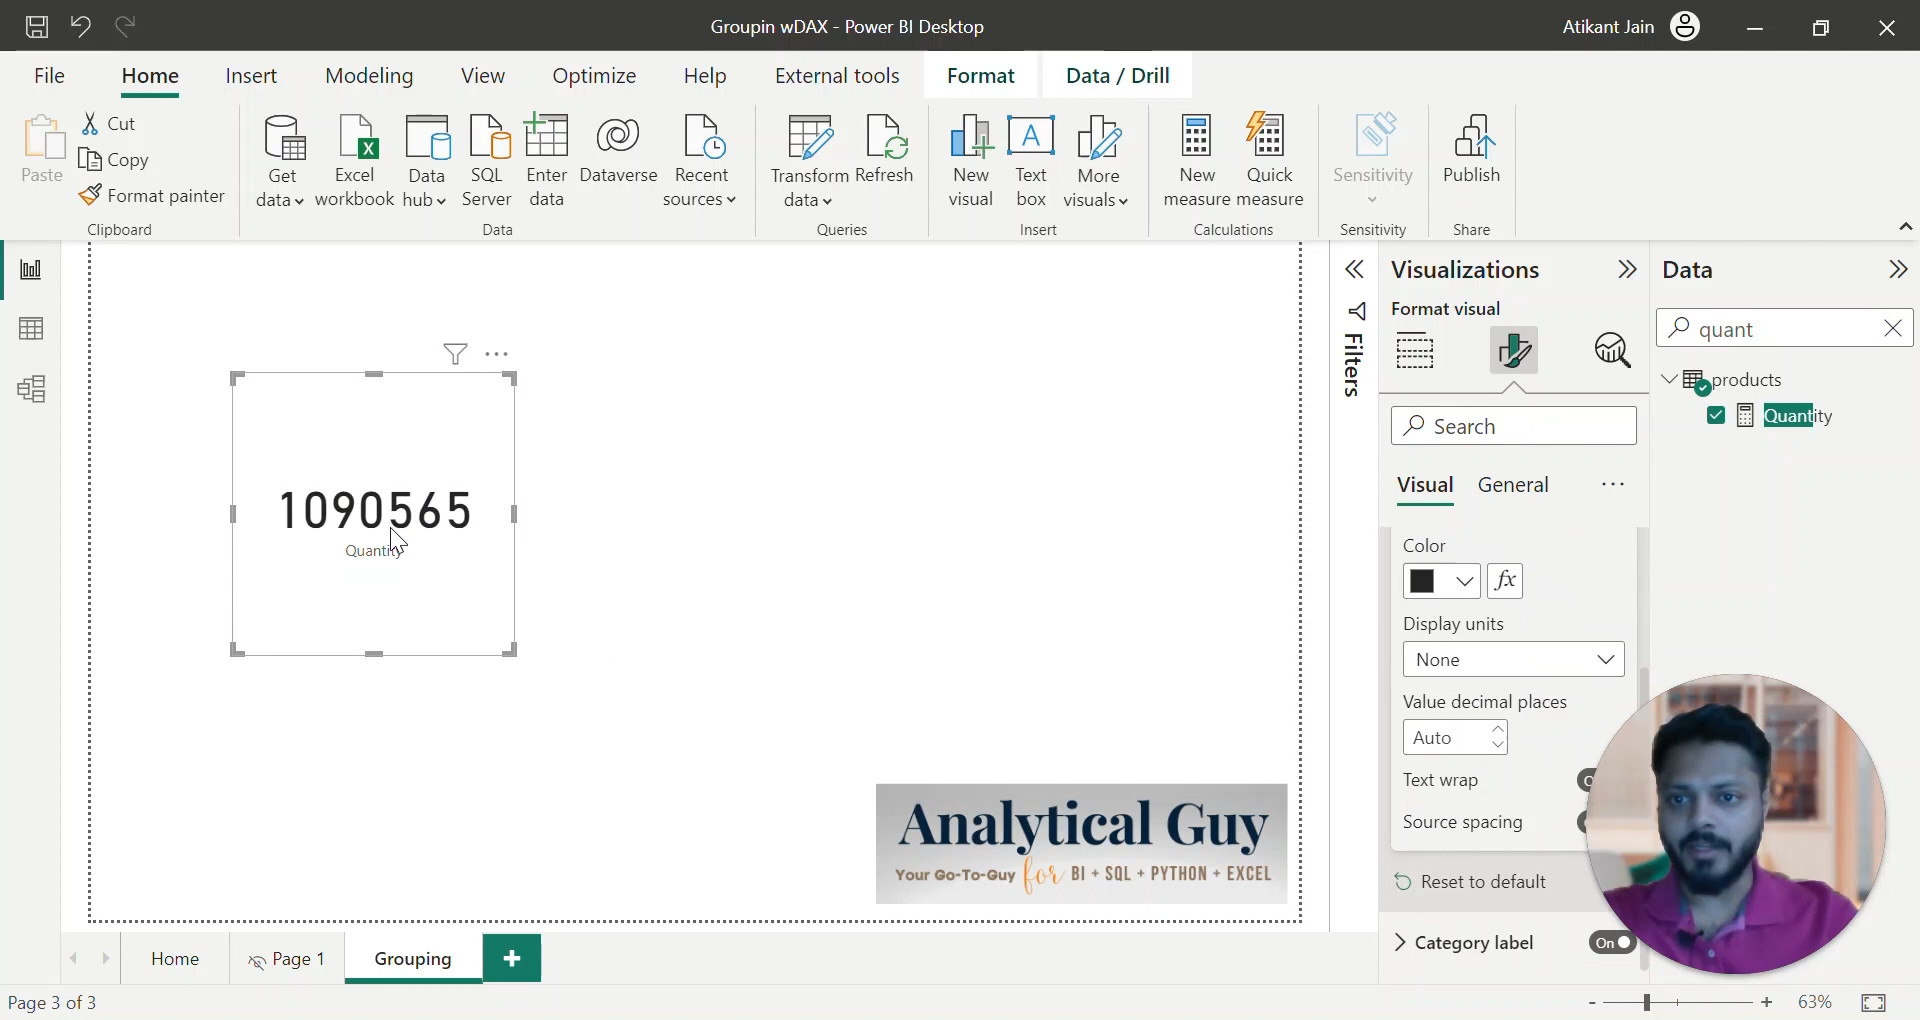 Groupin wDAX - Power BI Desktop
Atikant Jain
File
Home
Insert
Modeling
View
Optimize
Help
External tools
Format
Data / Drill
Paste
Cut
Copy
Format painter
Clipboard
Get data
Excel workbook
Data hub
SQL Server
Enter data
Dataverse
Recent sources
Data
Transform data
Refresh
Queries
New visual
A
Text box
More visuals
Insert
New measure
Quick measure
Calculations
Sensitivity
Sensitivity
Publish
Share
1090565
Quantity
Analytical Guy
Your Go-To-Guy for BI + SQL + PYTHON + EXCEL
Filters
Visualizations
Format visual
Search
Visual
General
Color
fx
Display units
None
Value decimal places
Auto
Text wrap
Source spacing
Reset to default
Category label
On
Data
quant
products
Quantity
Home
Page 1
Grouping
Page 3 of 3
- + 63%